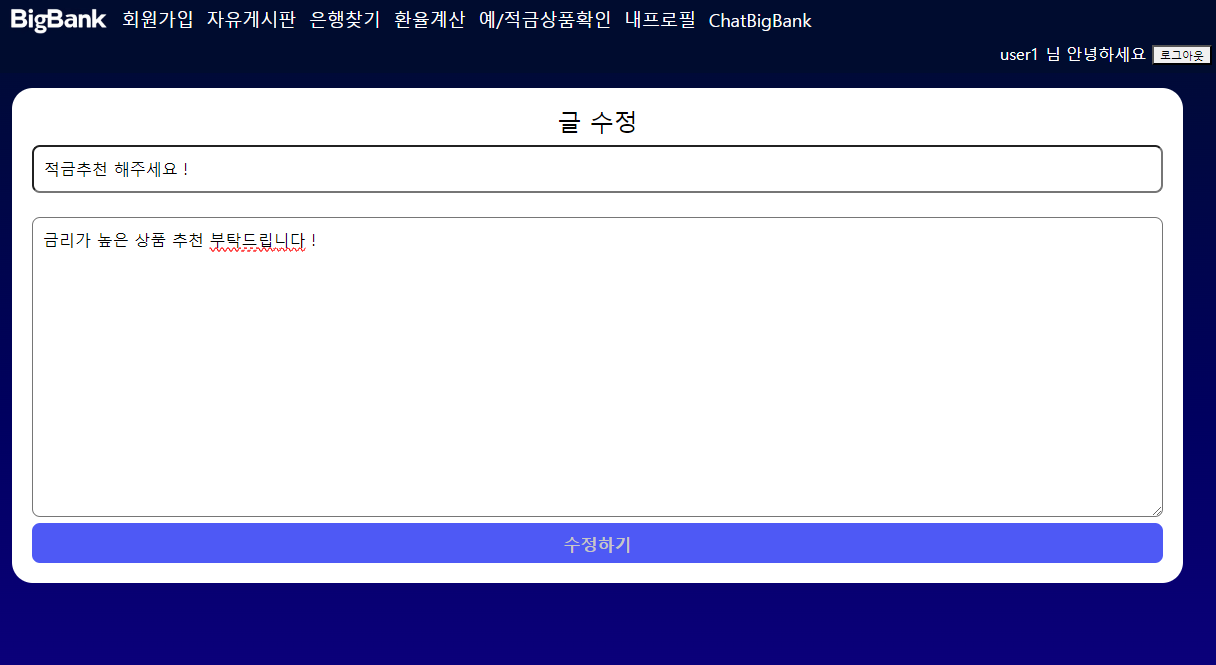 BigBank 회원가입 자유게시판 은행찾기 환율계산 예/적금상품확인 내프로필 ChatBigBank
user1 님 안녕하세요 로그아웃
글 수정
적금추천 해주세요 !
금리가 높은 상품 추천 부탁드립니다 !
수정하기